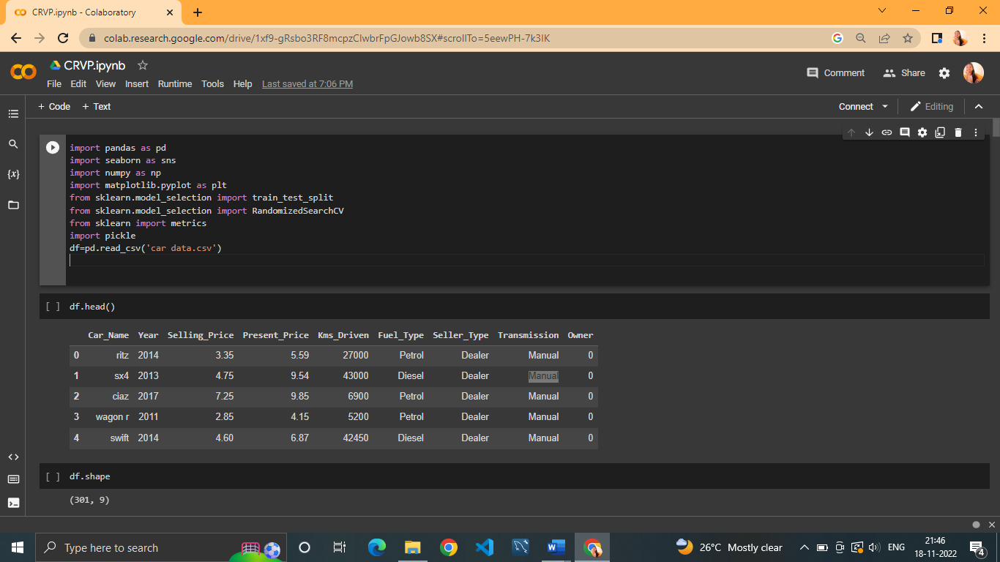 CRVP.ipynb - Colaboratory
colab.research.google.com/drive/1xf9-gRsbo3RF8mcpzCIwbrFpGJowb8SX#scrollTo=5eewPH-7k3IK
CRVP.ipynb
File Edit View Insert Runtime Tools Help Last saved at 7:06 PM
Comment Share
+ Code + Text
Connect Editing
import pandas as pd
import seaborn as sns
import numpy as np
import matplotlib.pyplot as plt
from sklearn.model_selection import train_test_split
from sklearn.model_selection import RandomizedSearchCV
from sklearn import metrics
import pickle
df=pd.read_csv('car data.csv')
[ ] df.head()
Car_Name Year Selling_Price Present_Price Kms_Driven Fuel_Type Seller_Type Transmission Owner
0 ritz 2014 3.35 5.59 27000 Petrol Dealer Manual 0
1 sx4 2013 4.75 9.54 43000 Diesel Dealer Manual 0
2 ciaz 2017 7.25 9.85 6900 Petrol Dealer Manual 0
3 wagon r 2011 2.85 4.15 5200 Petrol Dealer Manual 0
4 swift 2014 4.60 6.87 42450 Diesel Dealer Manual 0
[ ] df.shape
(301, 9)
Type here to search
26°C Mostly clear
ENG
21:46
18-11-2022
4